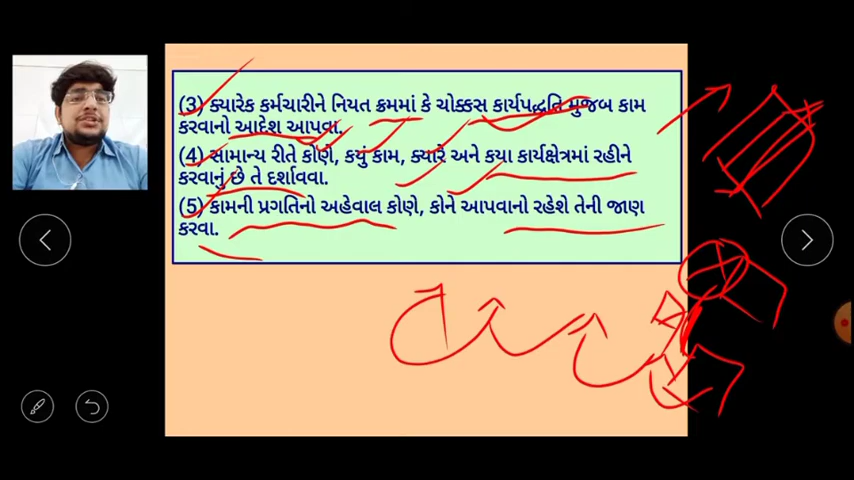 (3) ક્યારેક કર્મચારીને નિયત ક્રમમાં કે ચોક્કસ કાર્યપદ્ધતિ મુજબ કામ
કરવાનો આદેશ આપવા.
(4) સામાન્ય રીતે કોણે, કયું કામ, ક્યારે અને કયા કાર્યક્ષેત્રમાં રહીને
કરવાનું છે તે દર્શાવવા.
(5) કામની પ્રગતિનો અહેવાલ કોણે, કોને આપવાનો રહેશે તેની જાણ
કરવા.